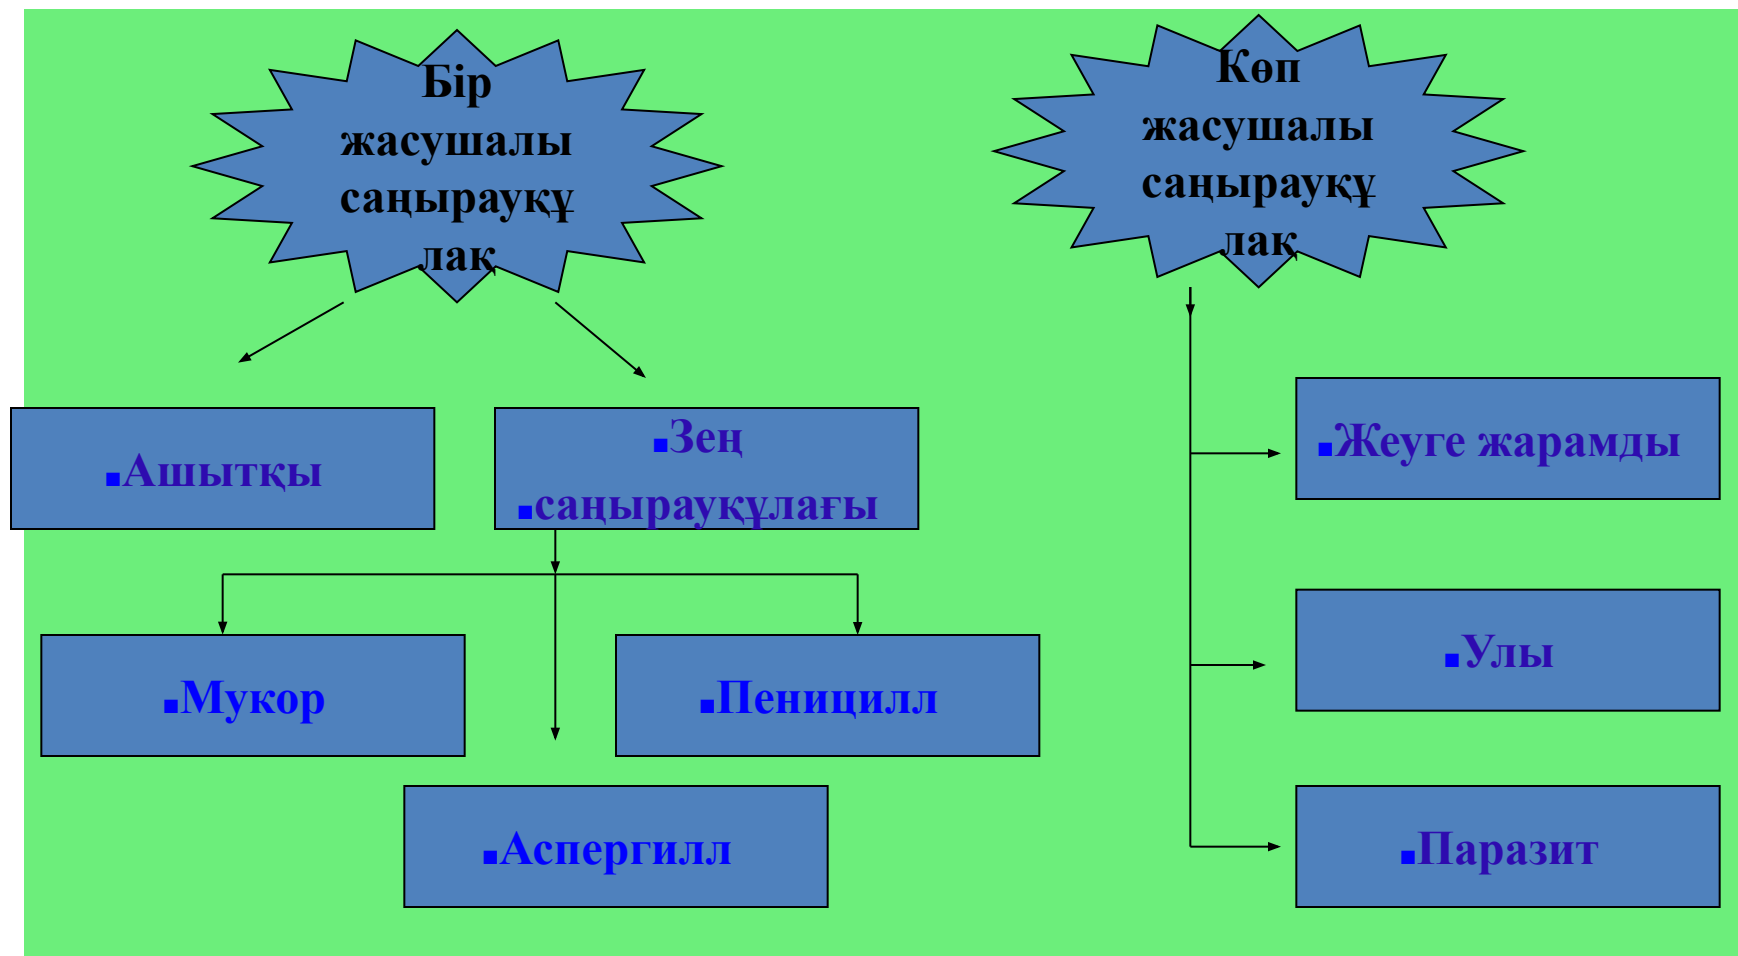 Бір
жасушалы
саңырауқұ
лақ
Көп
жасушалы
саңырауқұ
лақ
▪Ашытқы
▪Зең
▪саңырауқұлағы
▪Жеуге жарамды
▪Мукор
▪Пеницилл
▪Улы
▪Аспергилл
▪Паразит